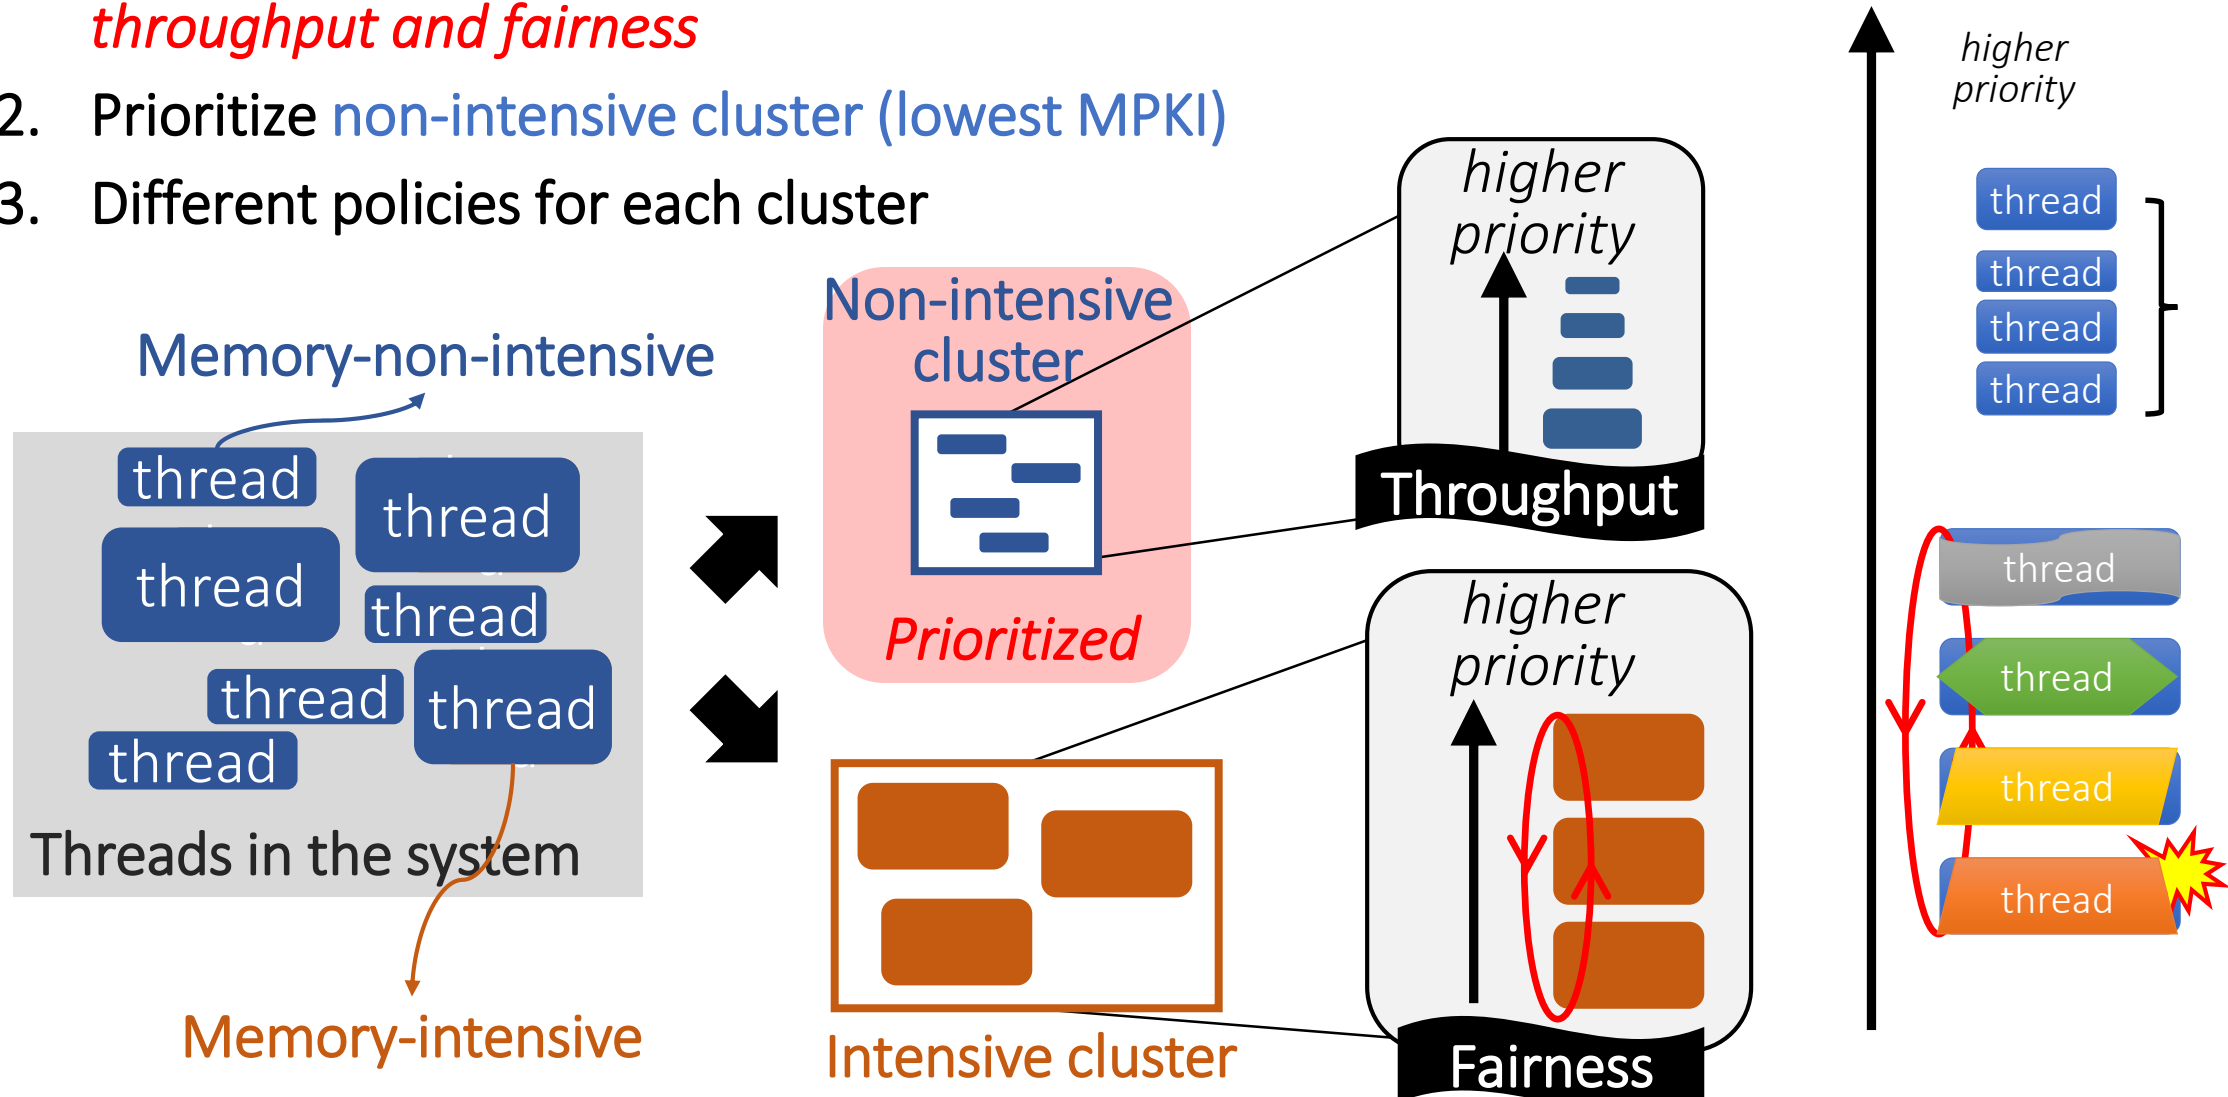 throughput and fairness
2. Prioritize non-intensive cluster (lowest MPKI)
3. Different policies for each cluster
Memory-non-intensive
thread
thread
thread
thread
thread
thread
thread
Threads in the system
Memory-intensive
Non-intensive
cluster
Prioritized
Intensive cluster
higher
priority
Throughput
higher
priority
Fairness
higher
priority
thread
thread
thread
thread
thread
thread
thread
thread